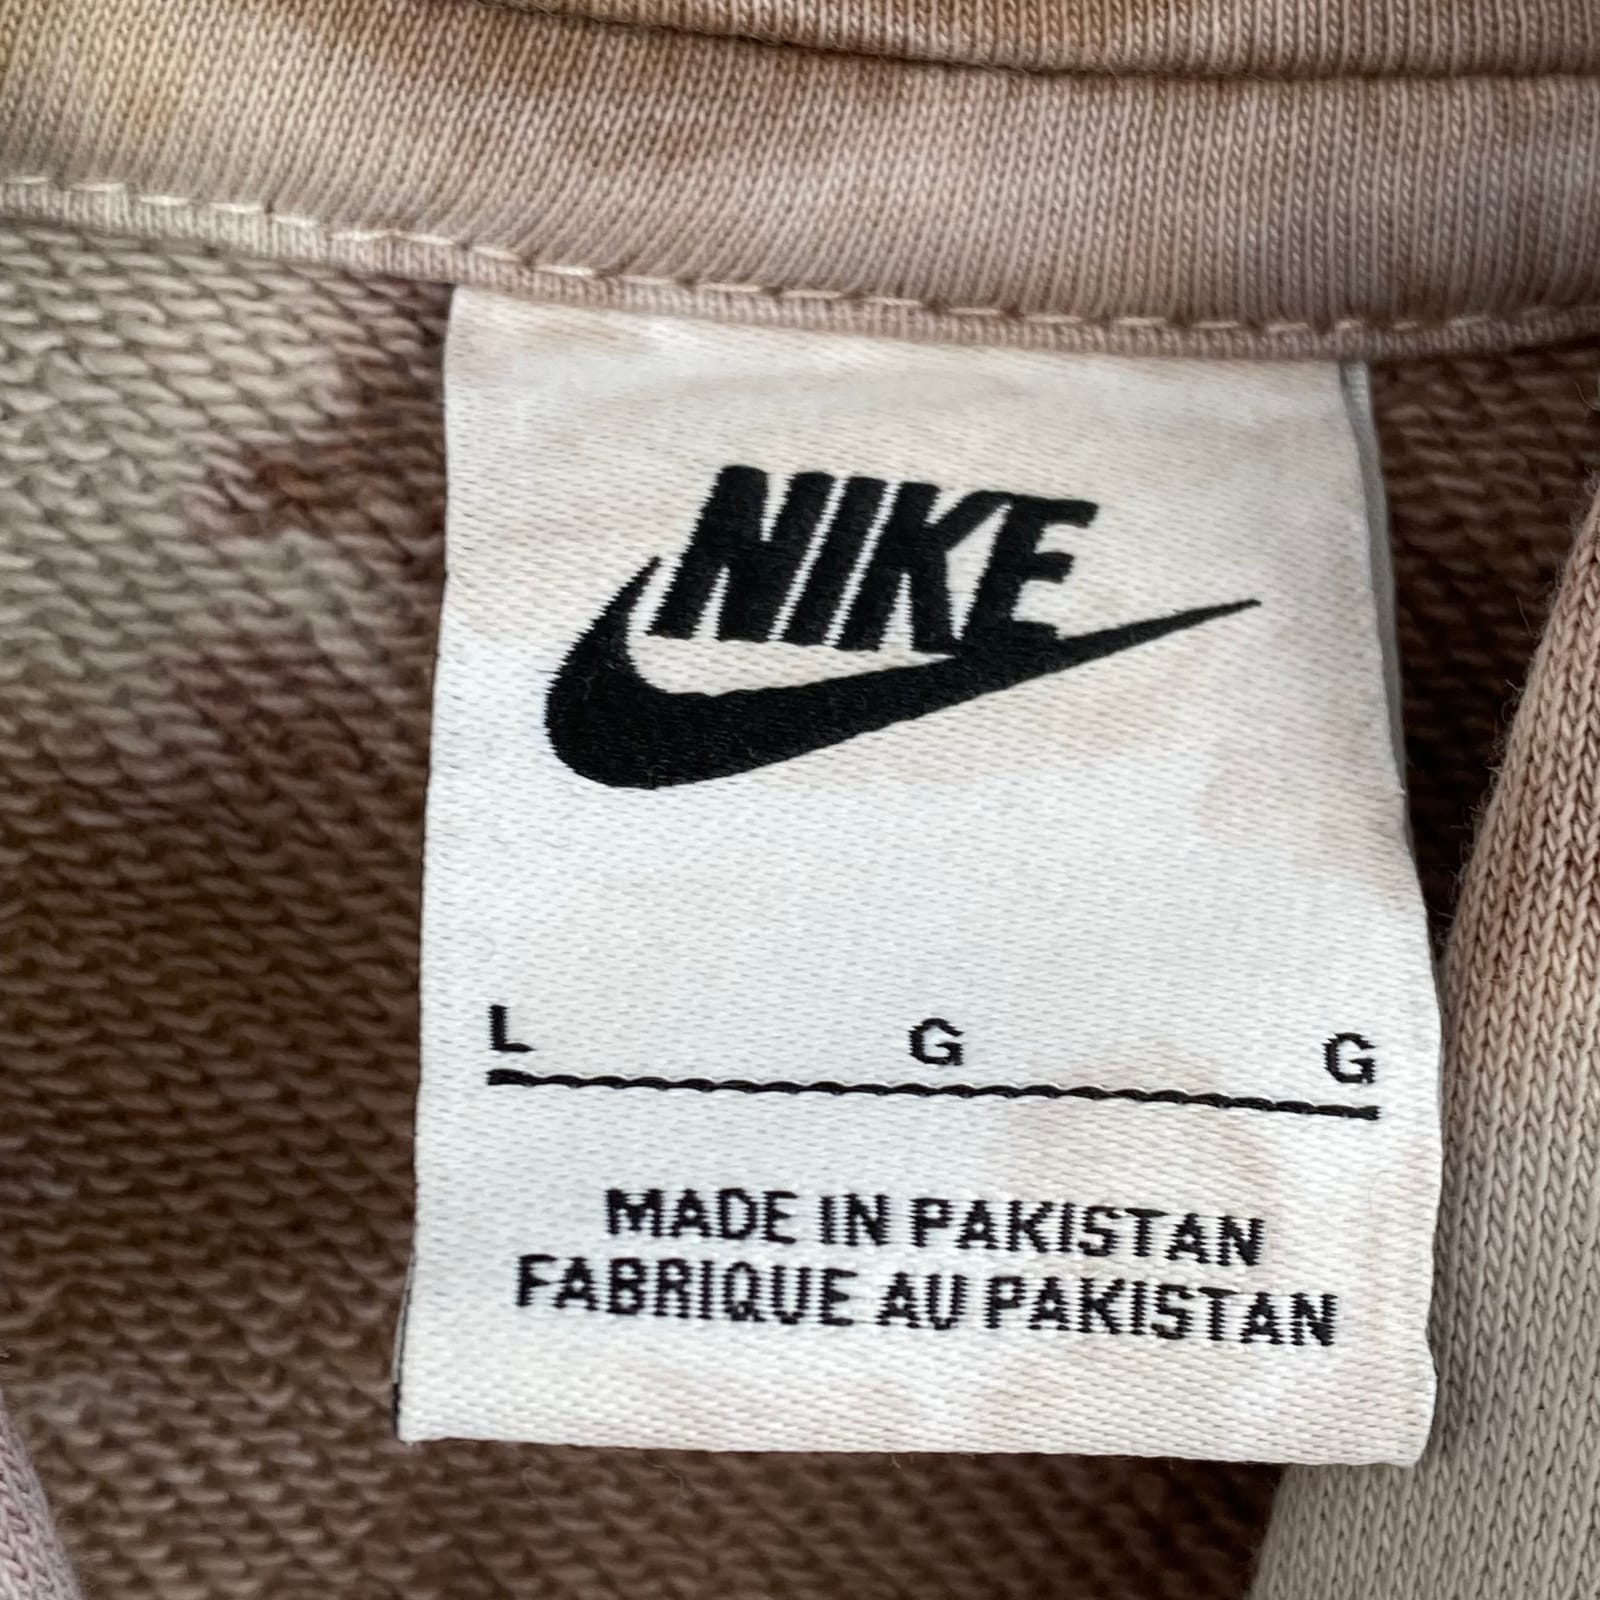 NIKE
L G G
MADE IN PAKISTAN
FABRIQUE AU PAKISTAN